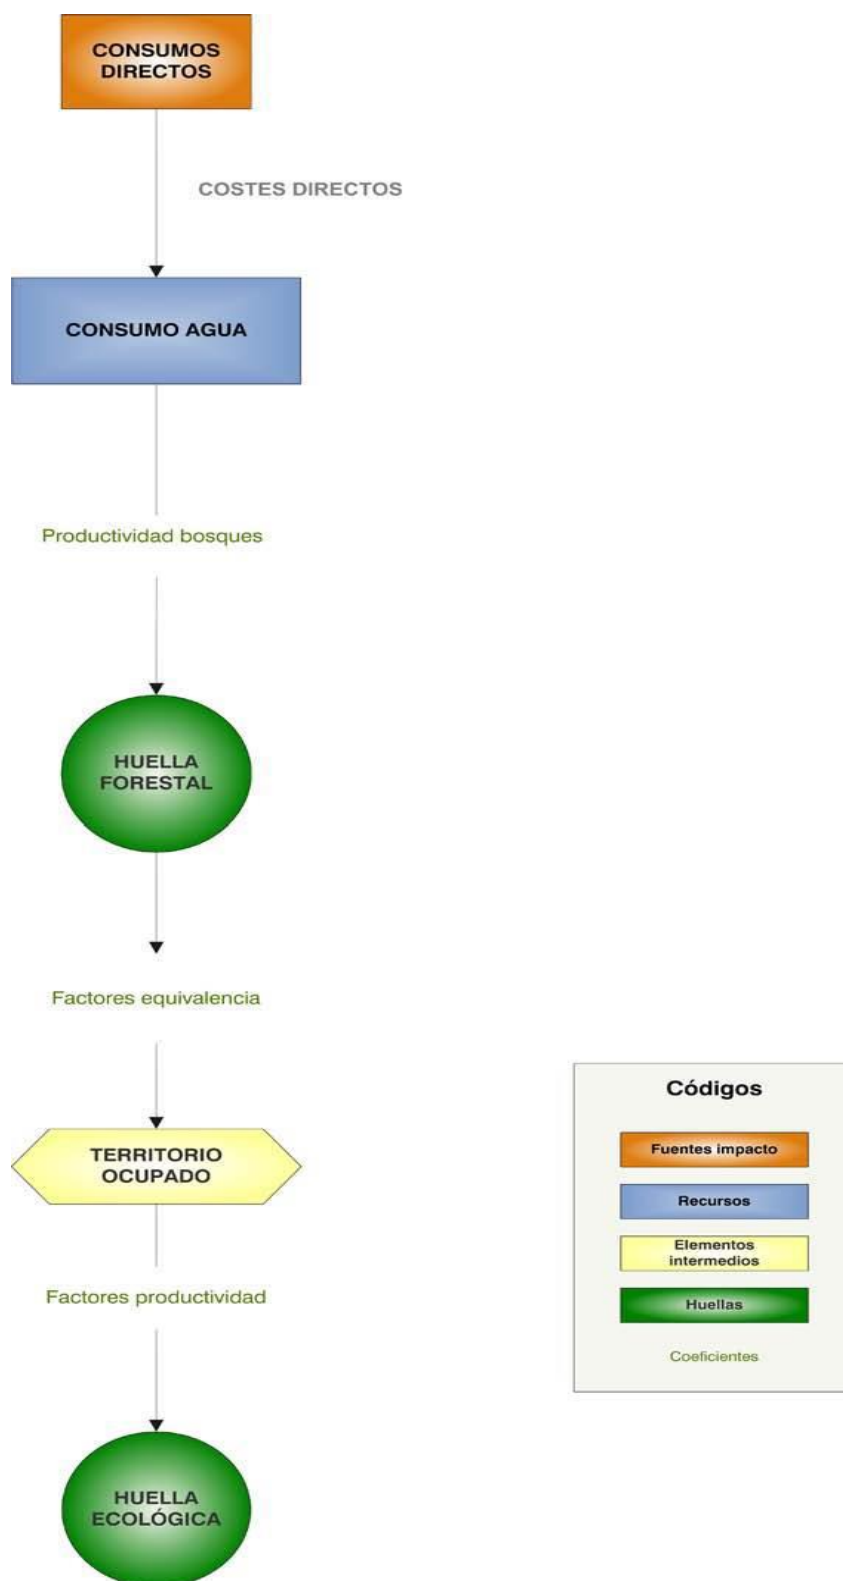 CONSUMOS
DIRECTOS
COSTES DIRECTOS
CONSUMO AGUA
Productividad bosques
HUELLA
FORESTAL
Factores equivalencia
TERRITORIO
OCUPADO
Factores productividad
HUELLA
ECOLÓGICA
Códigos
Fuentes impacto
Recursos
Elementos
intermedios
Huellas
Coeficientes